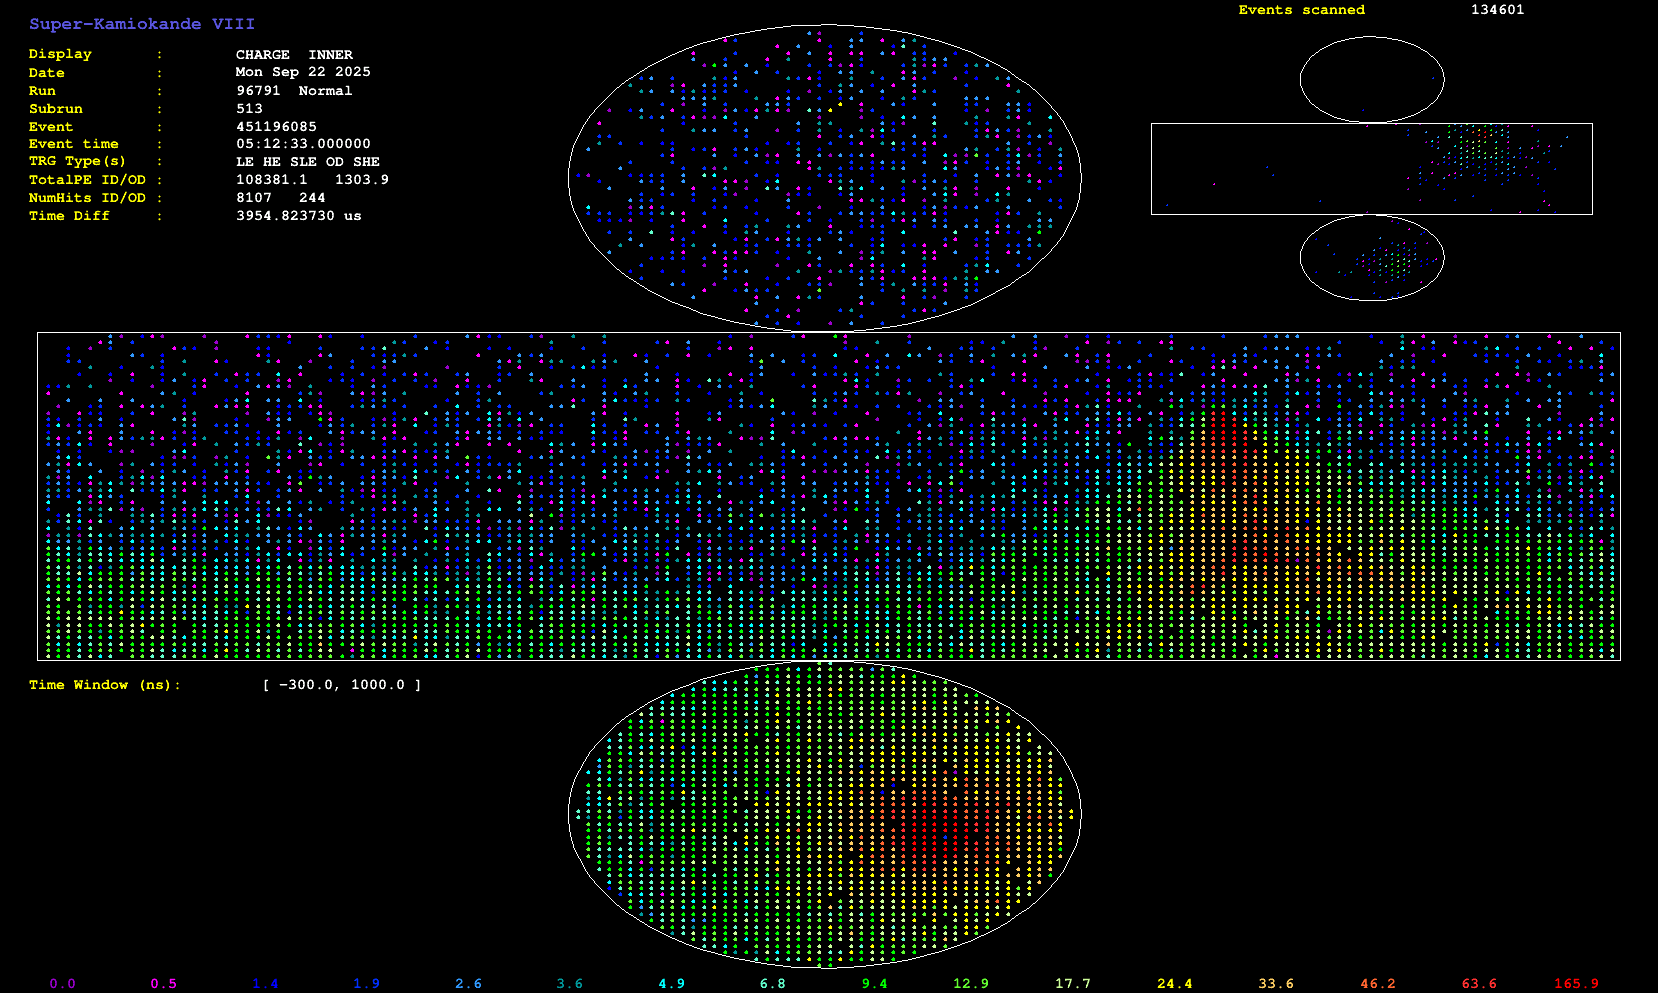 Super-Kamiokande VIII
Events scanned 134601
Display : CHARGE INNER
Date : Mon Sep 22 2025
Run : 96791 Normal
Subrun : 513
Event : 451196085
Event time : 05:12:33.000000
TRG Type(s) : LE HE SLE OD SHE
TotalPE ID/OD : 108381.1 1303.9
NumHits ID/OD : 8107 244
Time Diff : 3954.823730 us
Time Window (ns): [ -300.0, 1000.0 ]
0.0 0.5 1.4 1.9 2.6 3.6 4.9 6.8 9.4 12.9 17.7 24.4 33.6 46.2 63.6 165.9